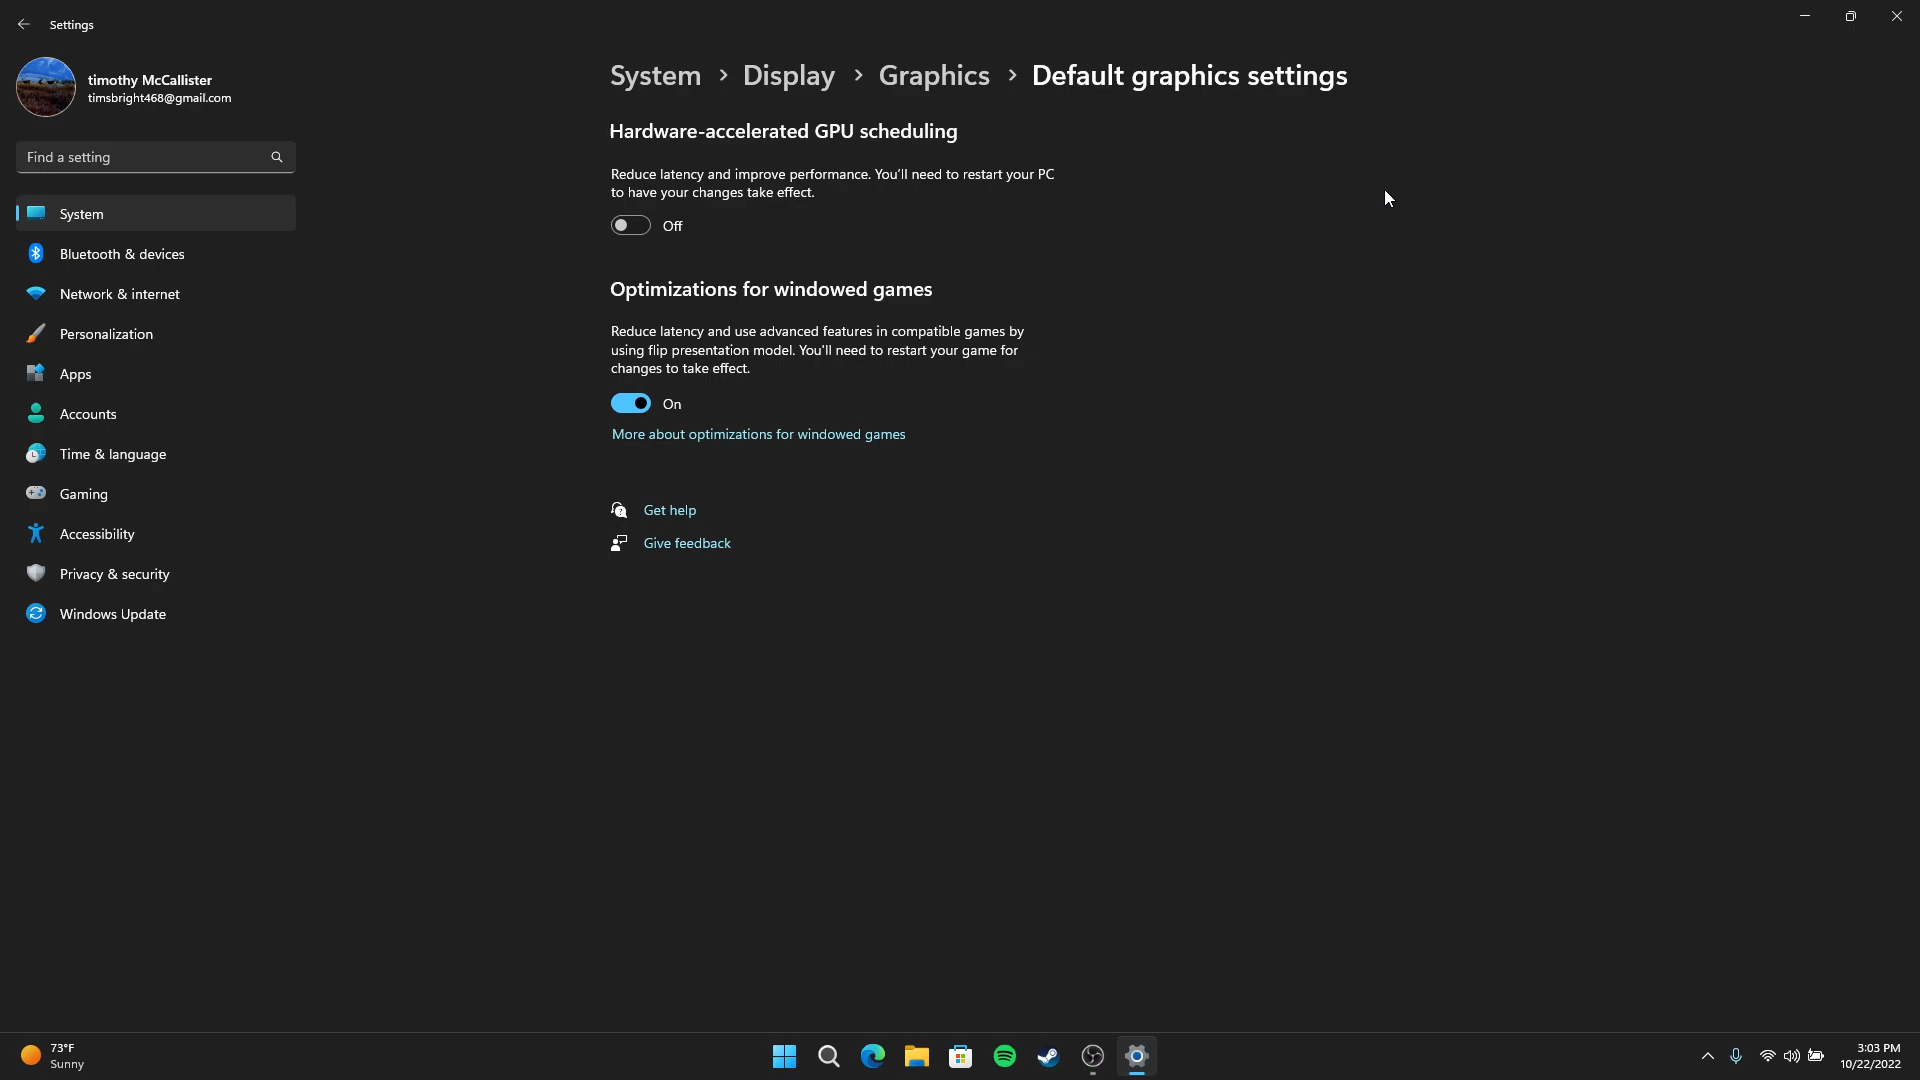 Settings
timothy McCallister
timsbright468@gmail.com
Find a setting
System
Bluetooth & devices
Network & internet
Personalization
Apps
Accounts
Time & language
Gaming
Accessibility
Privacy & security
Windows Update
System > Display > Graphics > Default graphics settings
Hardware-accelerated GPU scheduling
Reduce latency and improve performance. You'll need to restart your PC
to have your changes take effect.
Off
Optimizations for windowed games
Reduce latency and use advanced features in compatible games by
using flip presentation model. You'll need to restart your game for
changes to take effect.
On
More about optimizations for windowed games
Get help
Give feedback
73°F
Sunny
3:03 PM
10/22/2022